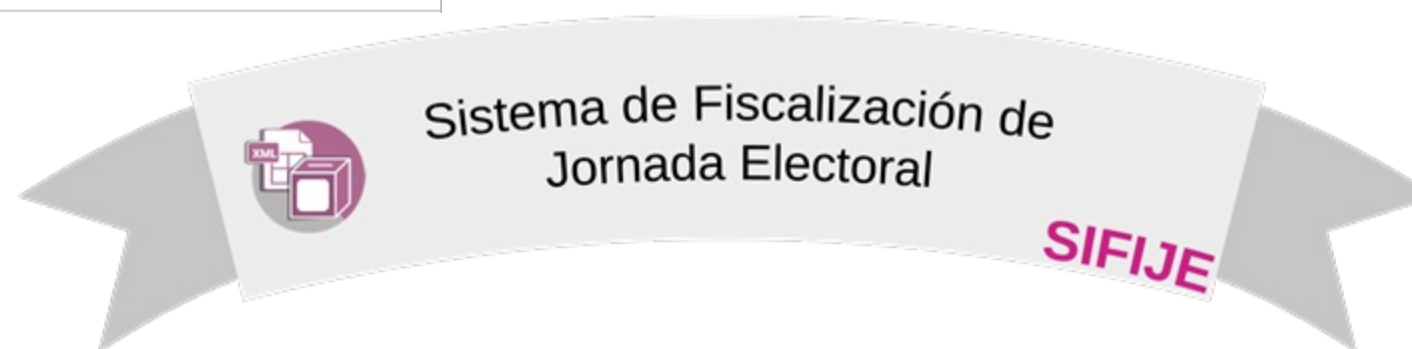 Sistema de Fiscalización de
Jornada Electoral
XML
SIFIJE